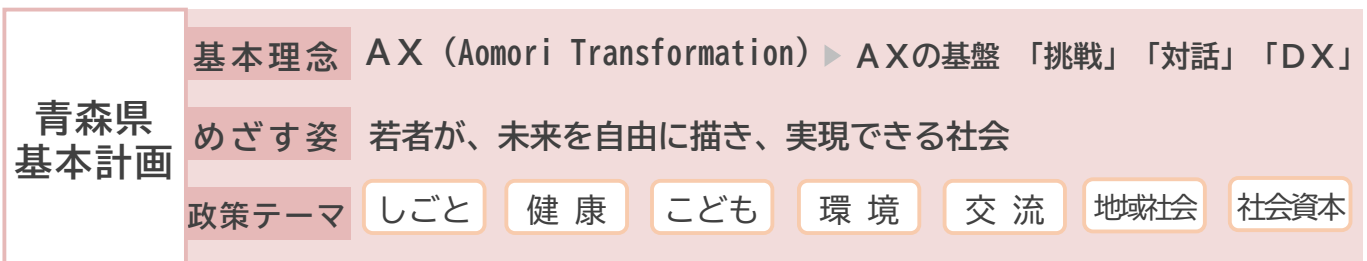 青森県
基本計画
基本理念 ＡＸ（Aomori Transformation）▶ ＡＸの基盤 「挑戦」「対話」「ＤＸ」
めざす姿 若者が、未来を自由に描き、実現できる社会
政策テーマ しごと 健 康 こども 環 境 交 流 地域社会 社会資本